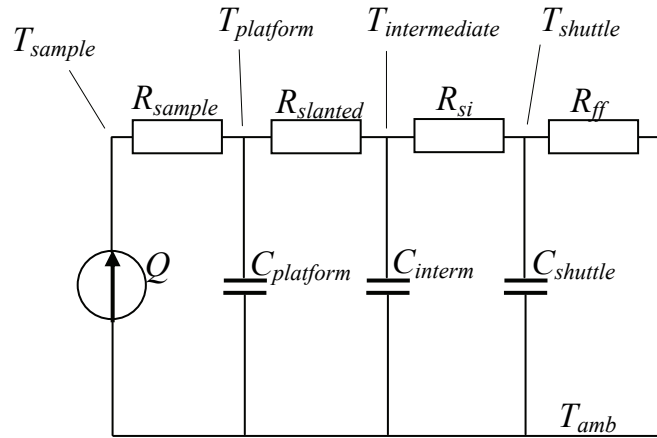 T_sample
T_platform
T_intermediate
T_shuttle
R_sample
R_slanted
R_si
R_ff
Q
C_platform
C_interm
C_shuttle
T_amb